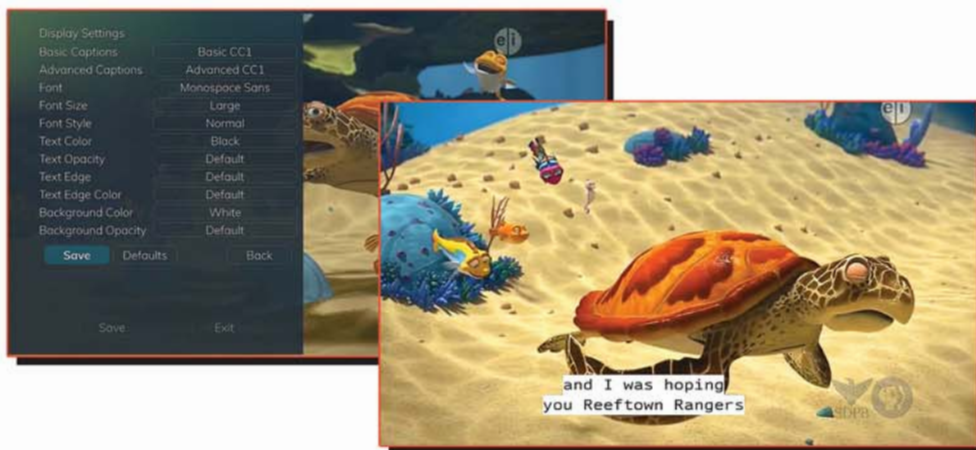 Display Settings
Basic Captions Basic CC1
Advanced Captions Advanced CC1
Font Monospace Sans
Font Size Large
Font Style Normal
Text Color Black
Text Opacity Default
Text Edge Default
Text Edge Color Default
Background Color White
Background Opacity Default
Save Defaults Back
Save Exit
e i
e i
and I was hoping
you Reeftown Rangers
SDPB